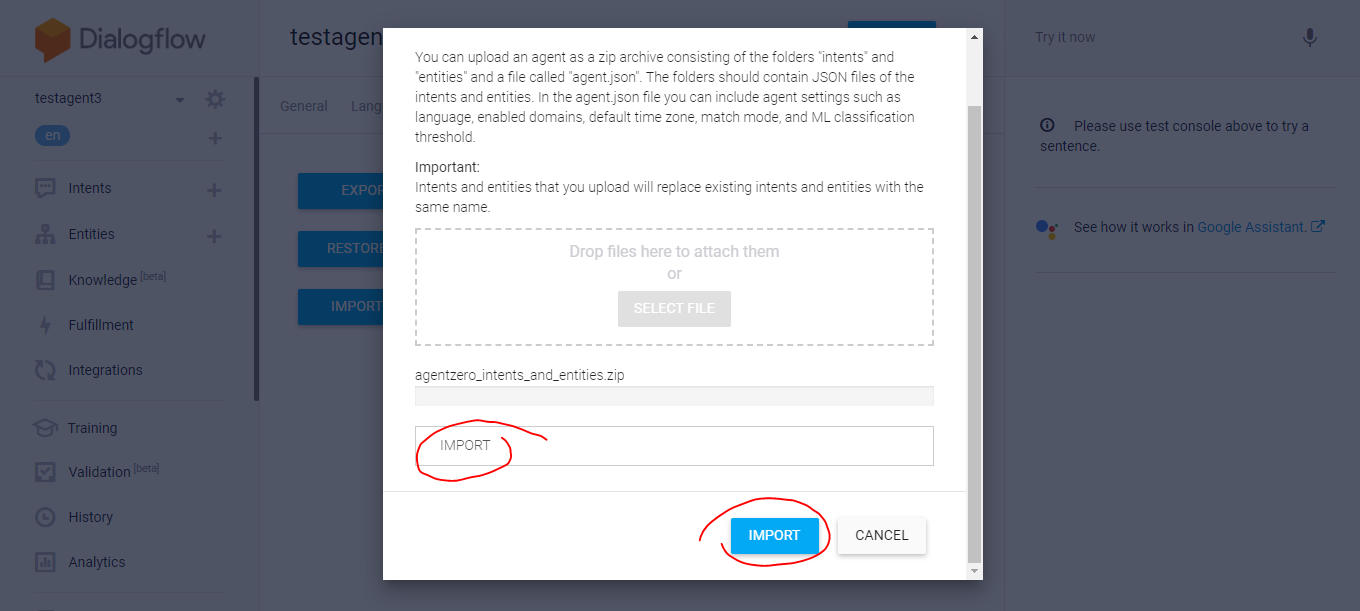 Dialogflow
testagent3
en
Intents
Entities
Knowledge [beta]
Fulfillment
Integrations
Training
Validation [beta]
History
Analytics
testagen
General
EXPOR
RESTORE
IMPORT
You can upload an agent as a zip archive consisting of the folders "intents" and
"entities" and a file called "agent.json". The folders should contain JSON files of the
intents and entities. In the agent.json file you can include agent settings such as
language, enabled domains, default time zone, match mode, and ML classification
threshold.
Important:
Intents and entities that you upload will replace existing intents and entities with the
same name.
Drop files here to attach them
or
SELECT FILE
agentzero_intents_and_entities.zip
IMPORT
IMPORT CANCEL
Try it now
Please use test console above to try a
sentence.
See how it works in Google Assistant.